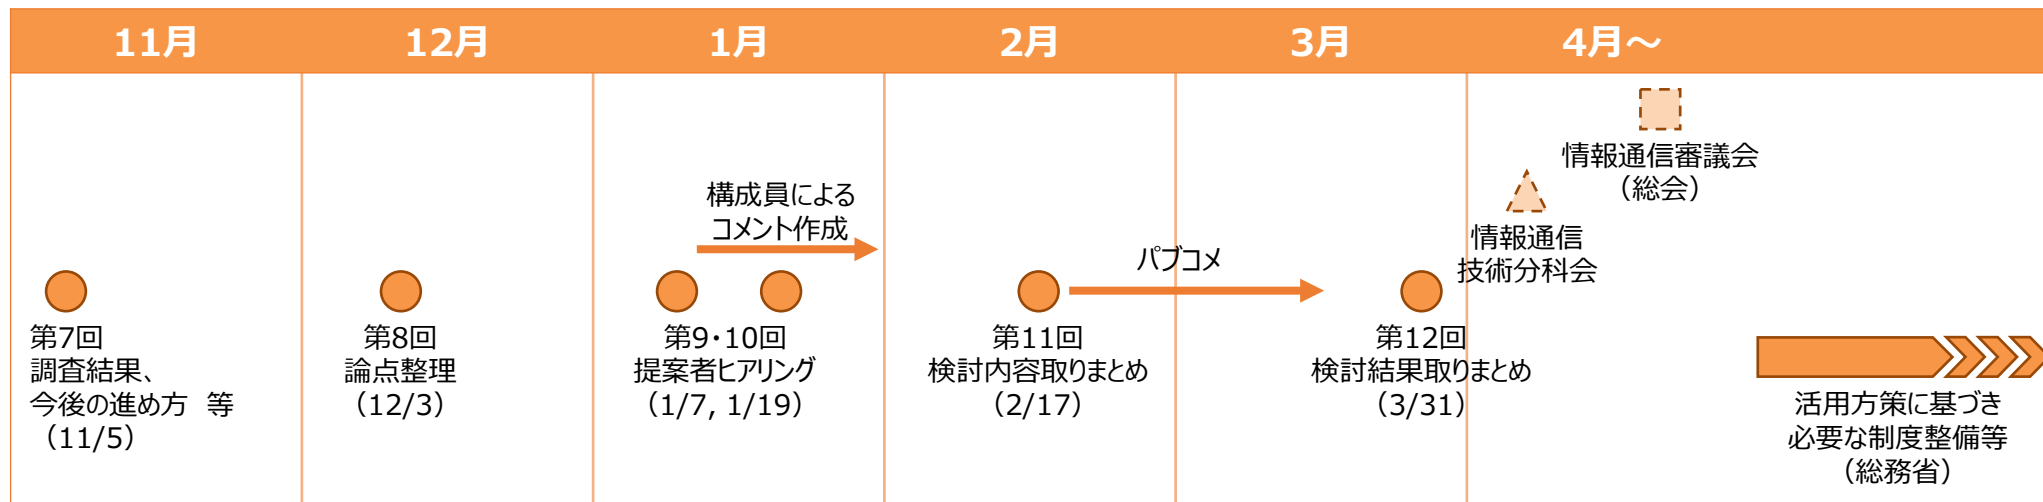 11月
12月
1月
2月
3月
4月～
情報通信審議会
（総会）
構成員による
コメント作成
パブコメ
情報通信
技術分科会
第7回
調査結果、
今後の進め方　等
（11/5）
第8回
論点整理
（12/3）
第9・10回
提案者ヒアリング
（1/7, 1/19）
第11回
検討内容取りまとめ
（2/17）
第12回
検討結果取りまとめ
（3/31）
活用方策に基づき
必要な制度整備等
（総務省）